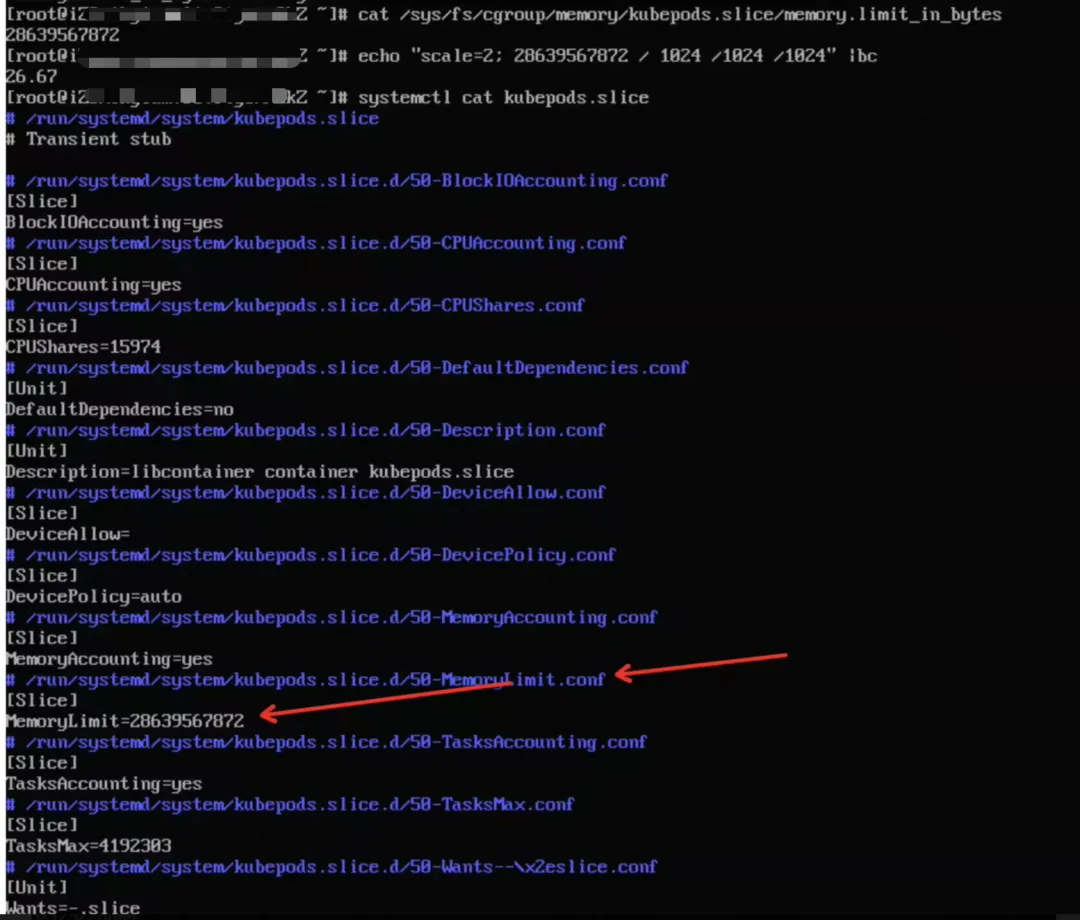 [root@i Z ~]# cat /sys/fs/cgroup/memory/kubepods.slice/memory.limit_in_bytes
28639567872
[root@i Z ~]# echo "scale=2; 28639567872 / 1024 /1024 /1024" |bc
26.67
[root@iZ kZ ~]# systemctl cat kubepods.slice
# /run/systemd/system/kubepods.slice
# Transient stub
# /run/systemd/system/kubepods.slice.d/50-BlockIOAccounting.conf
[Slice]
BlockIOAccounting=yes
# /run/systemd/system/kubepods.slice.d/50-CPUAccounting.conf
[Slice]
CPUAccounting=yes
# /run/systemd/system/kubepods.slice.d/50-CPUShares.conf
[Slice]
CPUShares=15974
# /run/systemd/system/kubepods.slice.d/50-DefaultDependencies.conf
[Unit]
DefaultDependencies=no
# /run/systemd/system/kubepods.slice.d/50-Description.conf
[Unit]
Description=libcontainer container kubepods.slice
# /run/systemd/system/kubepods.slice.d/50-DeviceAllow.conf
[Slice]
DeviceAllow=
# /run/systemd/system/kubepods.slice.d/50-DevicePolicy.conf
[Slice]
DevicePolicy=auto
# /run/systemd/system/kubepods.slice.d/50-MemoryAccounting.conf
[Slice]
MemoryAccounting=yes
# /run/systemd/system/kubepods.slice.d/50-MemoryLimit.conf
[Slice]
MemoryLimit=28639567872
# /run/systemd/system/kubepods.slice.d/50-TasksAccounting.conf
[Slice]
TasksAccounting=yes
# /run/systemd/system/kubepods.slice.d/50-TasksMax.conf
[Slice]
TasksMax=4192303
# /run/systemd/system/kubepods.slice.d/50-Wants--\x2eslice.conf
[Unit]
Wants=-.slice